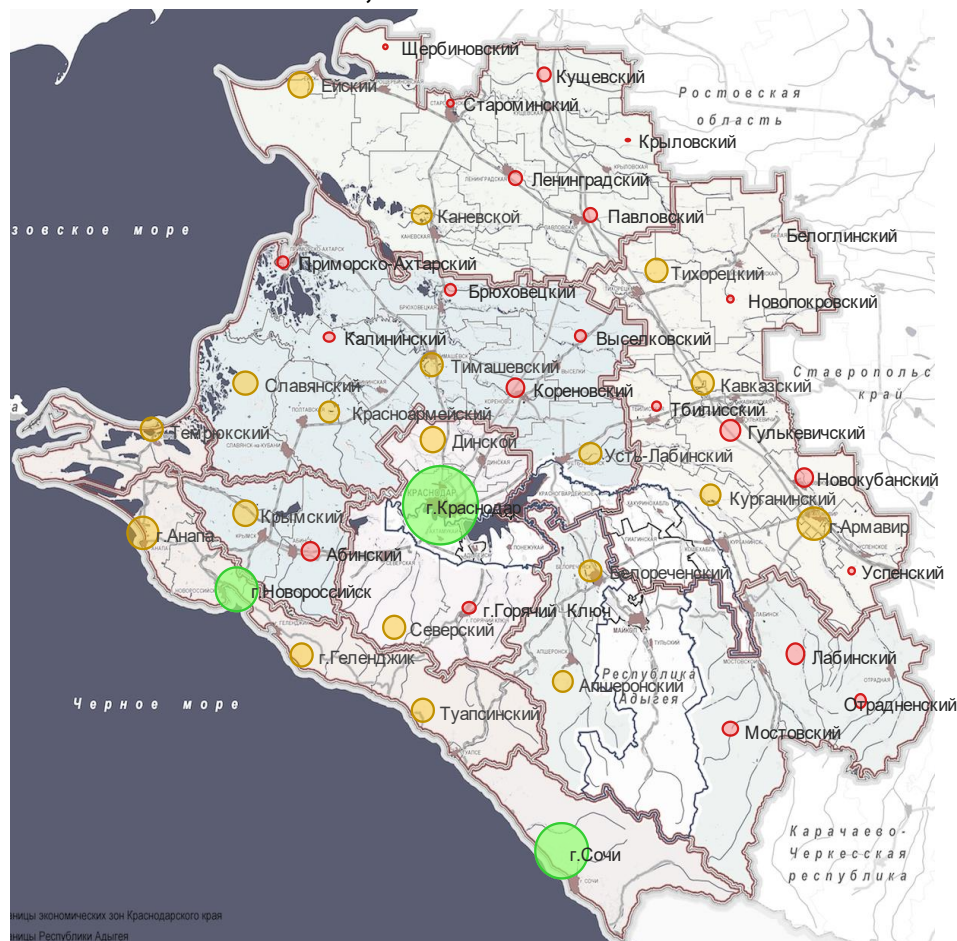 Щербиновский
Кущевский
Ейский
Староминский
Ростовская
область
Крыловский
Ленинградский
Каневской
Павловский
зовское море
Белоглинский
Приморско-Ахтарский
Тихорецкий
Брюховецкий
Новопокровский
Калининский
Выселковский
Тимашевский
Ставрополье
край
Славянский
Кореновский
Кавказский
Красноармейский
Тбилисский
Темрюкский
Динской
Гулькевичский
Усть-Лабинский
Новокубанский
Курганинский
г.Краснодар
Крымский
г.Анапа
г.Армавир
Абинский
Белореченский
Успенский
г.Новороссийск
г.Горячий Ключ
Северский
г.Геленджик
Лабинский
Республика
Апшеронский
Адыгея
Отрадненский
Черное море
Туапсинский
Мостовский
Карачаево-
Черкесская
республика
г.Сочи
ницы экономических зон Краснодарского края
ницы Республики Адыгея